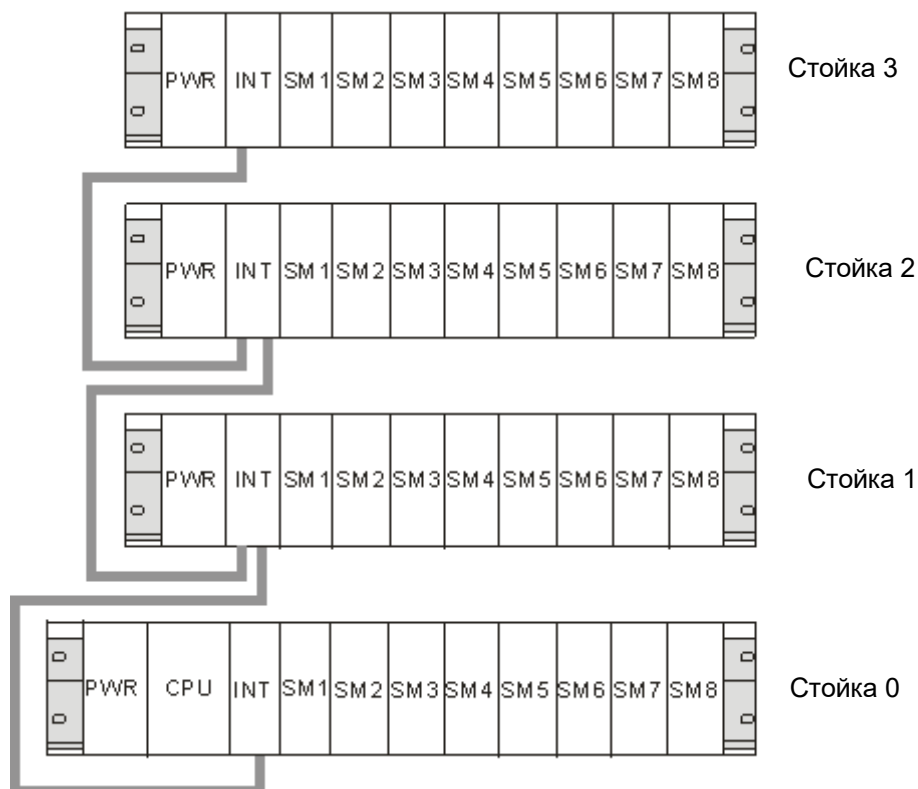 PWR INT SM1 SM2 SM3 SM4 SM5 SM6 SM7 SM8 Стойка 3
PWR INT SM1 SM2 SM3 SM4 SM5 SM6 SM7 SM8 Стойка 2
PWR INT SM1 SM2 SM3 SM4 SM5 SM6 SM7 SM8 Стойка 1
PWR CPU INT SM1 SM2 SM3 SM4 SM5 SM6 SM7 SM8 Стойка 0